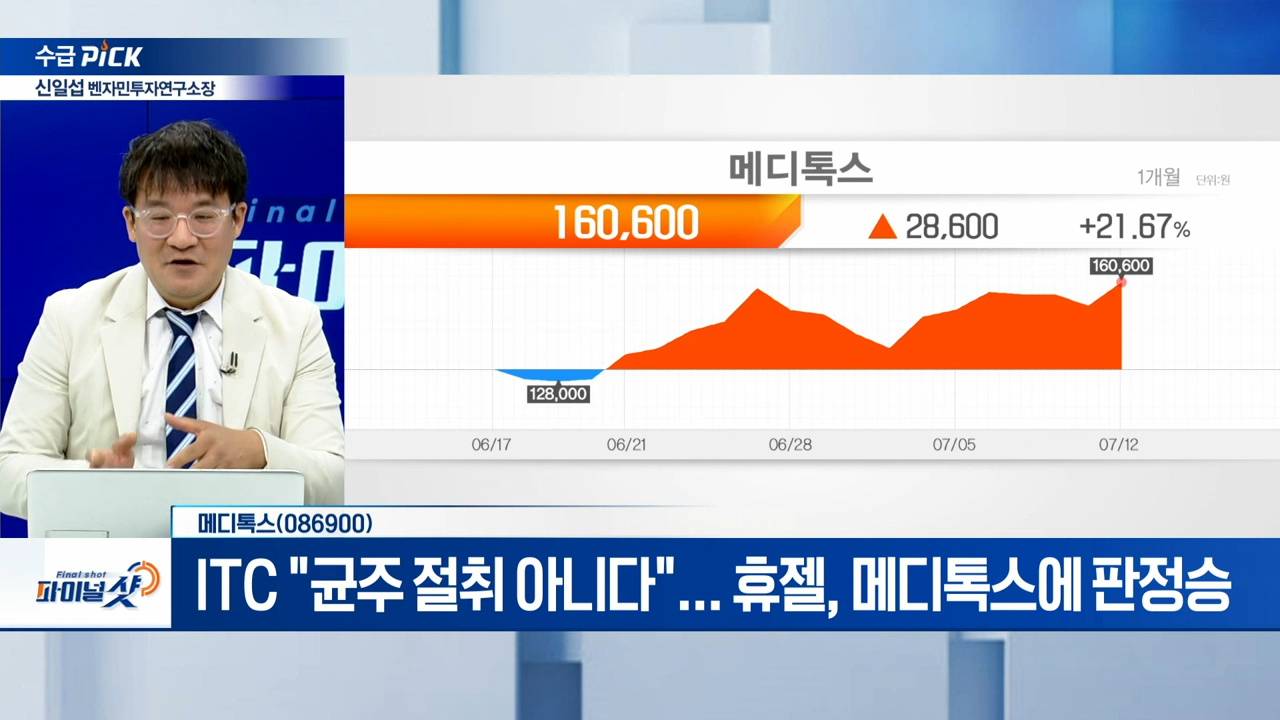 수급 PiCK
신일섭 벤자민투자연구소장
inal
파이
메디톡스
1개월 단위:원
160,600
▲ 28,600 +21.67%
160,600
128,000
06/17 06/21 06/28 07/05 07/12
메디톡스(086900)
Final shot
파이널샷
ITC "균주 절취 아니다"... 휴젤, 메디톡스에 판정승